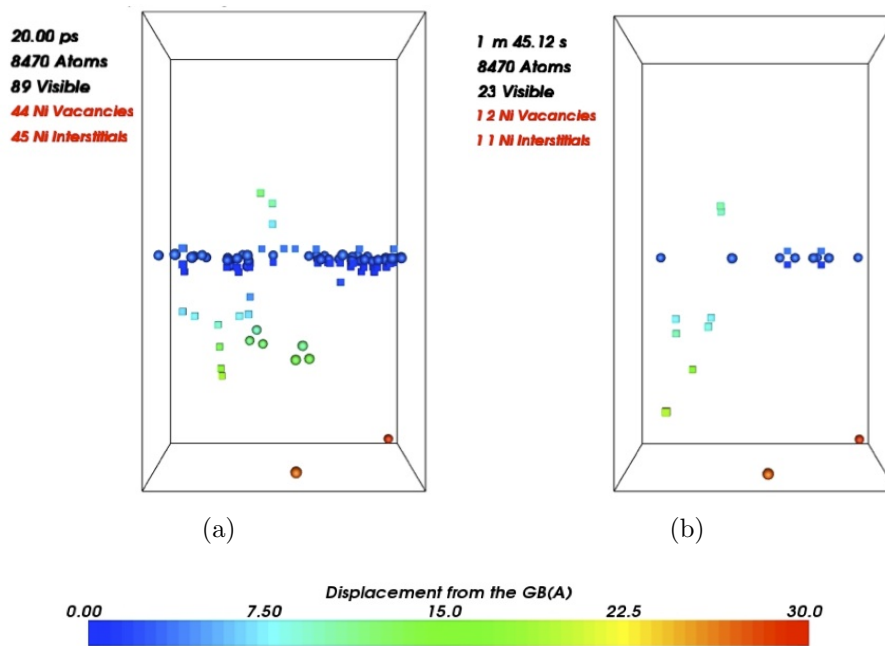 20.00 ps
8470 Atoms
89 Visible
44 Ni Vacancies
45 Ni Interstitials
1 m 45.12 s
8470 Atoms
23 Visible
12 Ni Vacancies
11 Ni Interstitials
(a)
(b)
Displacement from the GB(A)
0.00 7.50 15.0 22.5 30.0